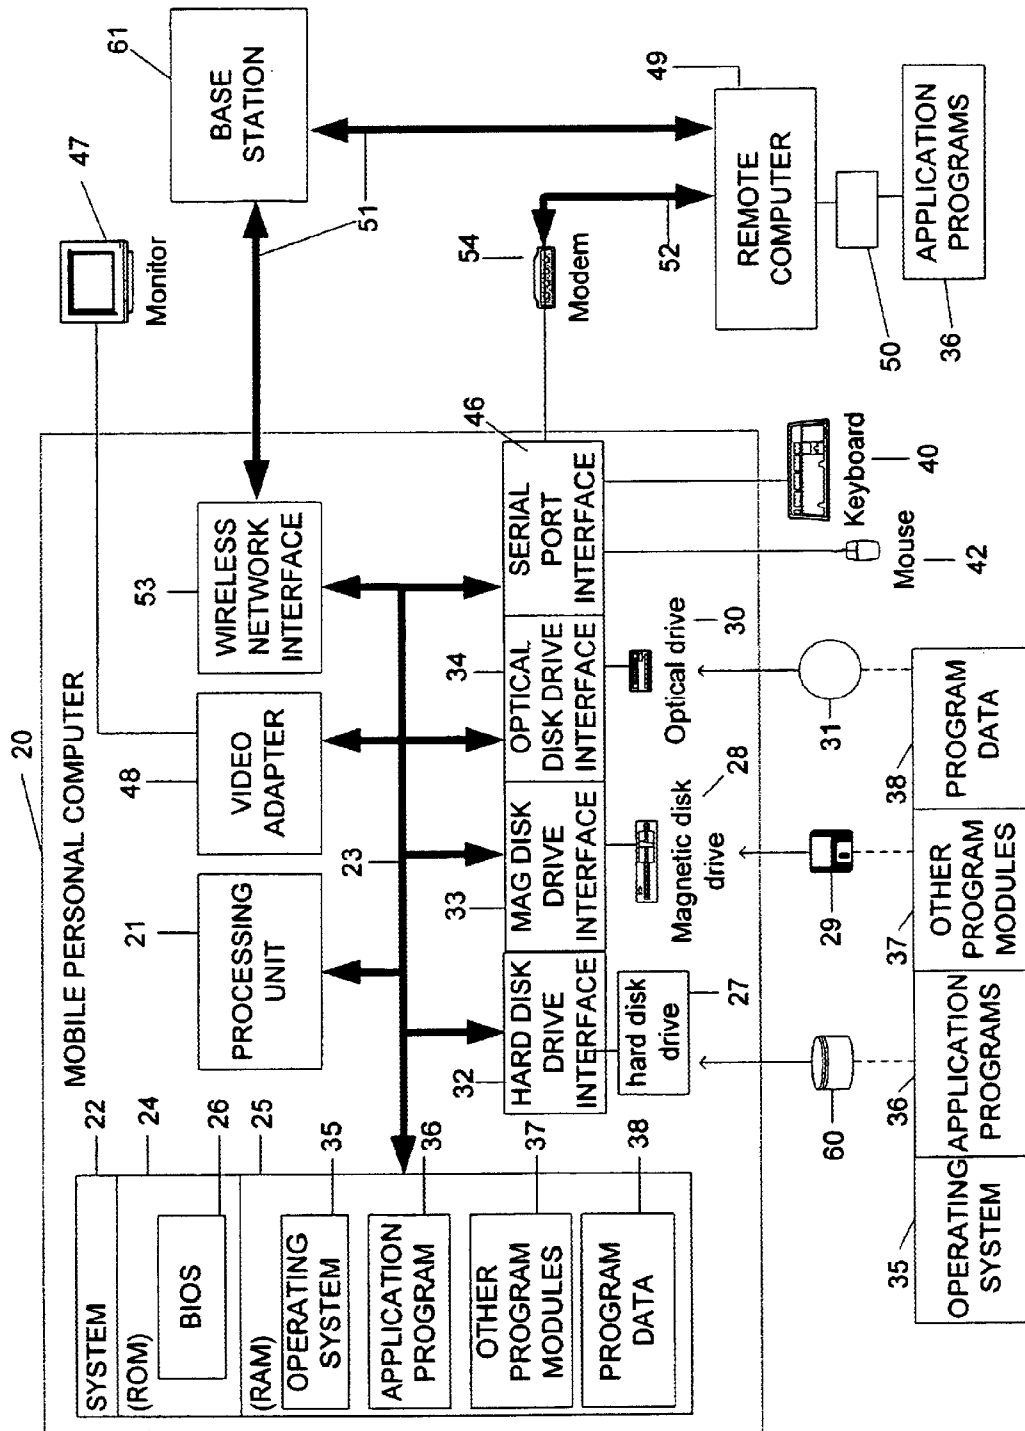 20
MOBILE PERSONAL COMPUTER
22
24
26
25
35
36
37
38
SYSTEM
(ROM)
BIOS
(RAM)
OPERATING
SYSTEM
APPLICATION
PROGRAM
OTHER
PROGRAM
MODULES
PROGRAM
DATA
21
PROCESSING
UNIT
48
VIDEO
ADAPTER
53
WIRELESS
NETWORK
INTERFACE
23
47
Monitor
61
BASE
STATION
51
32
HARD DISK
DRIVE
INTERFACE
33
MAG DISK
DRIVE
INTERFACE
34
OPTICAL
DISK DRIVE
INTERFACE
46
SERIAL
PORT
INTERFACE
hard disk
drive
27
Magnetic disk
drive
28
Optical drive
30
54
Modem
52
49
REMOTE
COMPUTER
50
36
APPLICATION
PROGRAMS
Keyboard
40
Mouse
42
60
29
31
35
OPERATING
SYSTEM
36
APPLICATION
PROGRAMS
37
OTHER
PROGRAM
MODULES
38
PROGRAM
DATA